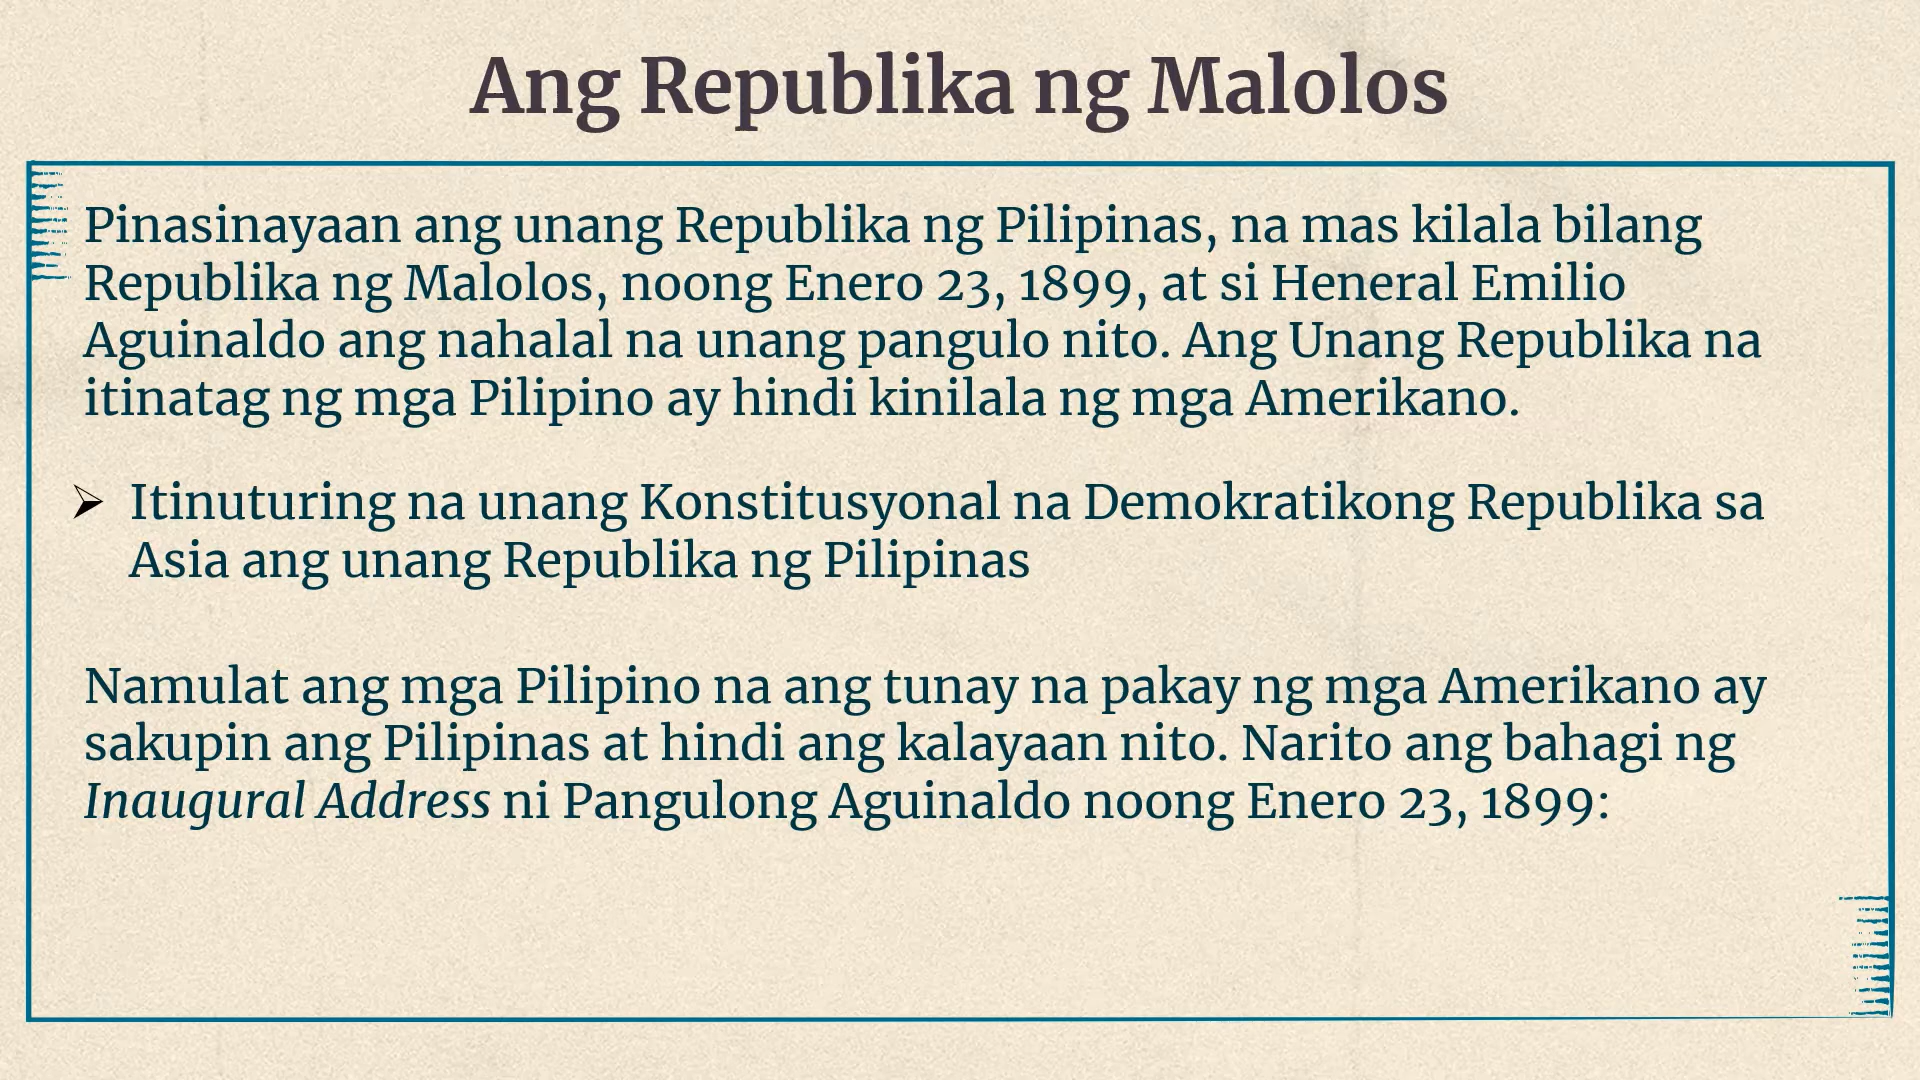 Ang Republika ng Malolos
Pinasinayaan ang unang Republika ng Pilipinas, na mas kilala bilang
Republika ng Malolos, noong Enero 23, 1899, at si Heneral Emilio
Aguinaldo ang nahalal na unang pangulo nito. Ang Unang Republika na
itinatag ng mga Pilipino ay hindi kinilala ng mga Amerikano.
➢ Itinuturing na unang Konstitusyonal na Demokratikong Republika sa
Asia ang unang Republika ng Pilipinas
Namulat ang mga Pilipino na ang tunay na pakay ng mga Amerikano ay
sakupin ang Pilipinas at hindi ang kalayaan nito. Narito ang bahagi ng
Inaugural Address ni Pangulong Aguinaldo noong Enero 23, 1899: